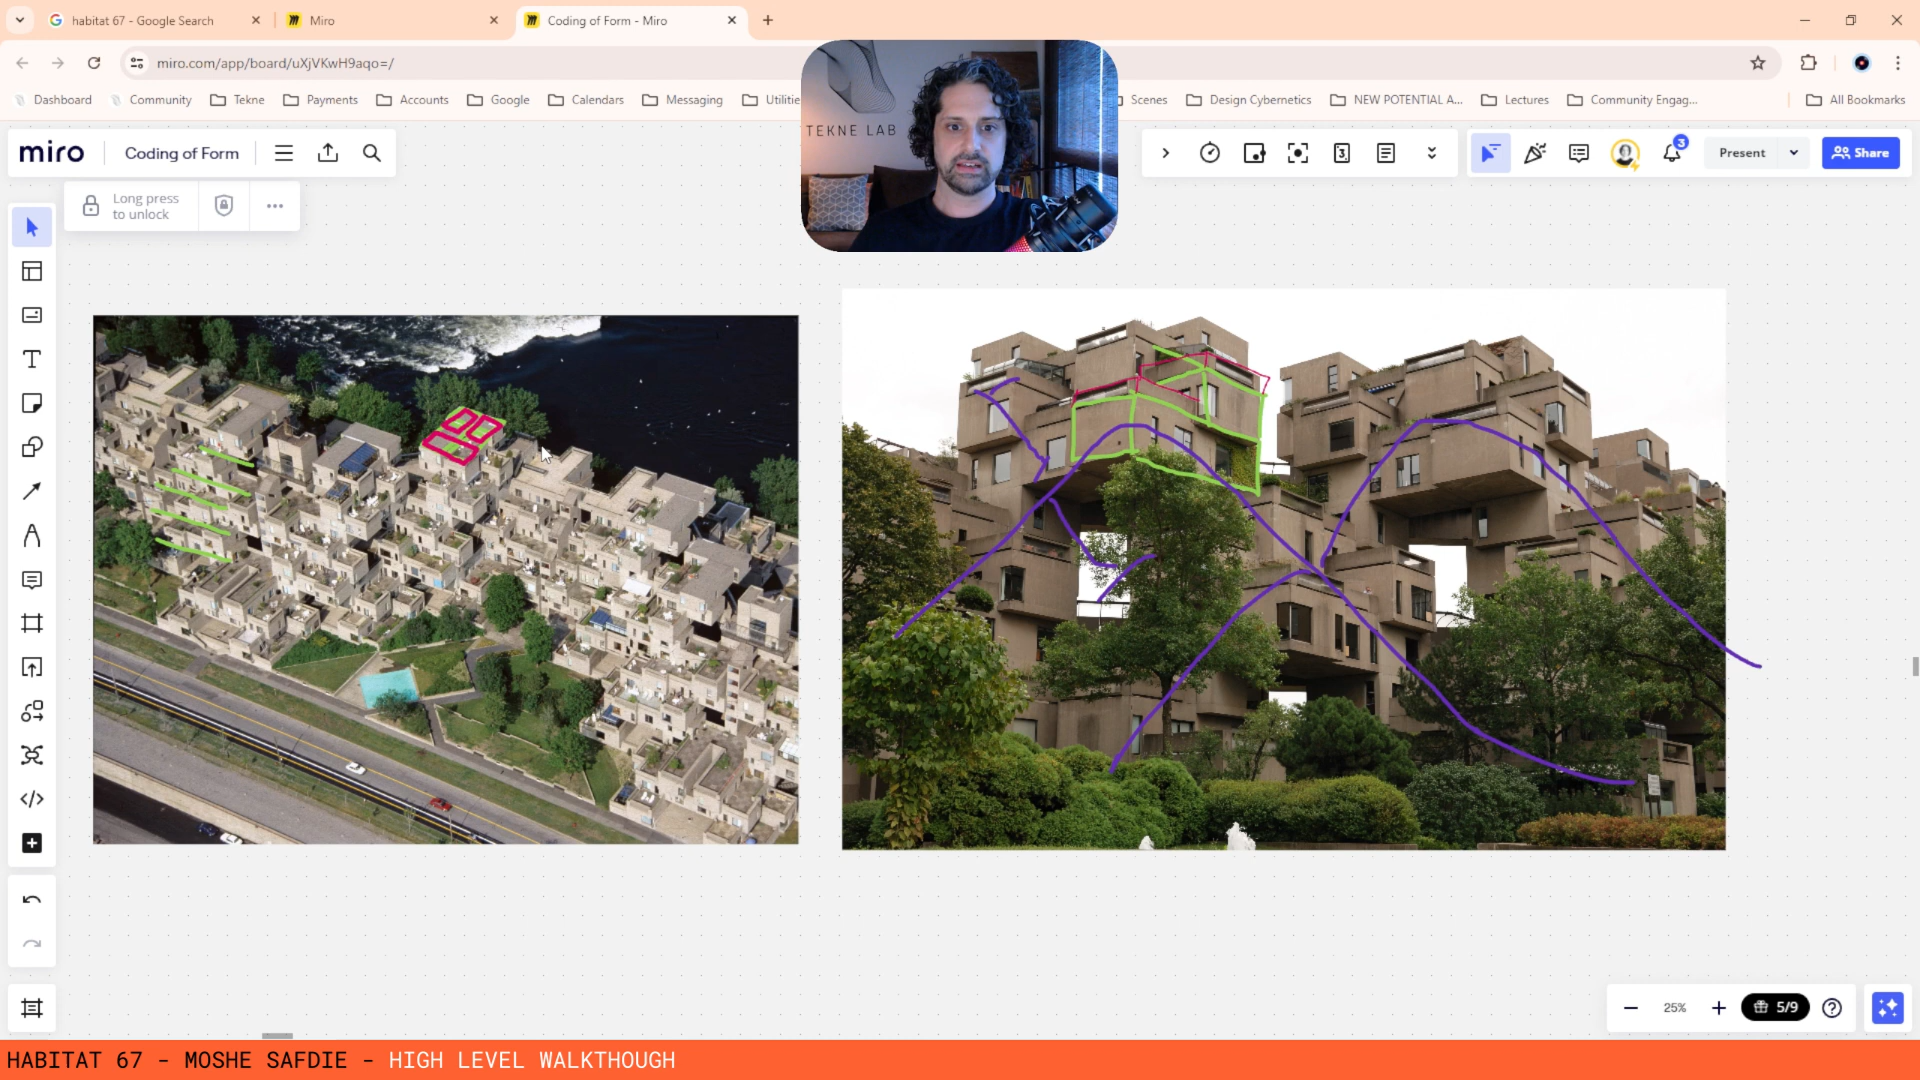 habitat 67 - Google Search
Miro
Coding of Form - Miro
miro.com/app/board/uXjVKwH9aqo=/
Dashboard
Community
Tekne
Payments
Accounts
Google
Calendars
Messaging
Utilitie
Scenes
Design Cybernetics
NEW POTENTIAL A...
Lectures
Community Engag...
All Bookmarks
TEKNE LAB
miro
Coding of Form
3
Present
Share
Long press
to unlock
25%
5/9
HABITAT 67 - MOSHE SAFDIE - HIGH LEVEL WALKTHOUGH